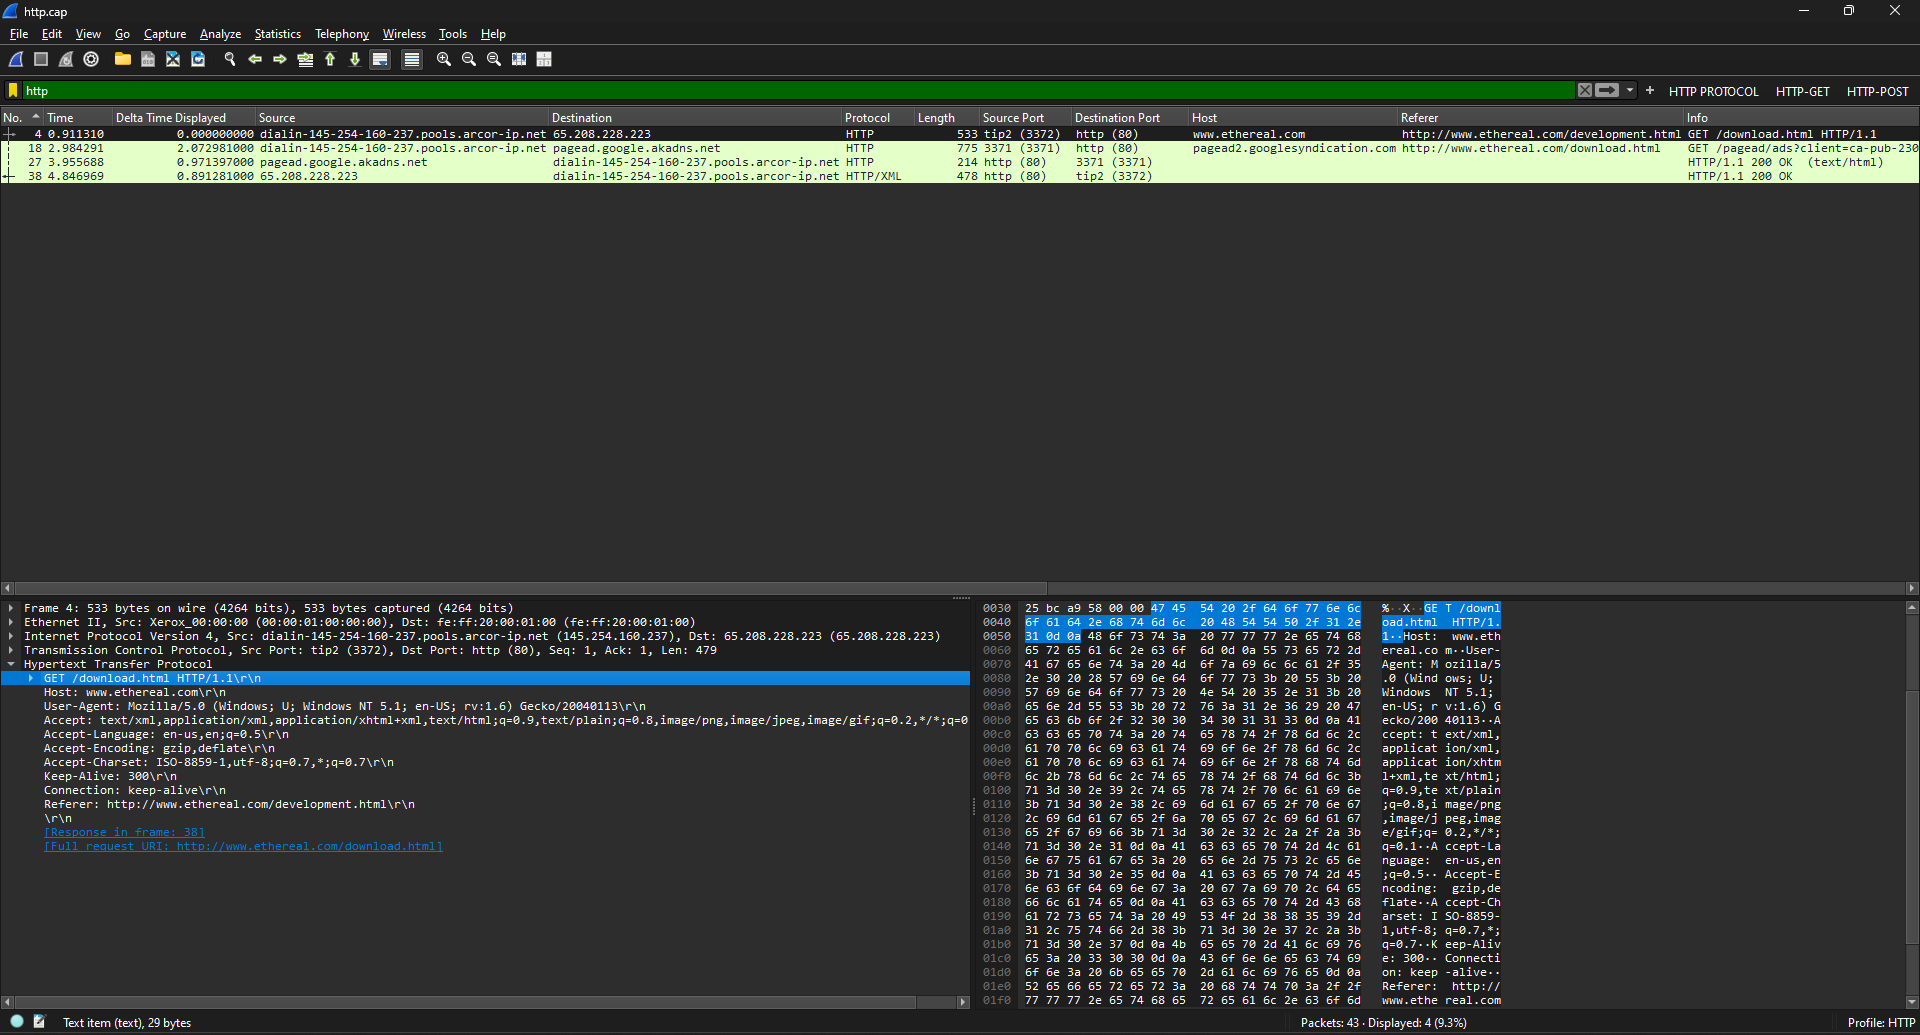 http.cap
File Edit View Go Capture Analyze Statistics Telephony Wireless Tools Help
http
HTTP PROTOCOL HTTP-GET HTTP-POST
No. Time Delta Time Displayed Source Destination Protocol Length Source Port Destination Port Host Referer Info
4 0.911310 0.000000000 dialin-145-254-160-237.pools.arcor-ip.net 65.208.228.223 HTTP 533 tip2 (3372) http (80) www.ethereal.com http://www.ethereal.com/development.html GET /download.html HTTP/1.1
18 2.984291 2.072981000 dialin-145-254-160-237.pools.arcor-ip.net pagead.google.akadns.net HTTP 775 3371 (3371) http (80) pagead2.googlesyndication.com http://www.ethereal.com/download.html GET /pagead/ads?client=ca-pub-230
27 3.955688 0.971397000 pagead.google.akadns.net dialin-145-254-160-237.pools.arcor-ip.net HTTP 214 http (80) 3371 (3371) HTTP/1.1 200 OK (text/html)
38 4.846969 0.891281000 65.208.228.223 dialin-145-254-160-237.pools.arcor-ip.net HTTP/XML 478 http (80) tip2 (3372) HTTP/1.1 200 OK
Frame 4: 533 bytes on wire (4264 bits), 533 bytes captured (4264 bits)
Ethernet II, Src: Xerox_00:00:00 (00:00:01:00:00:00), Dst: fe:ff:20:00:01:00 (fe:ff:20:00:01:00)
Internet Protocol Version 4, Src: dialin-145-254-160-237.pools.arcor-ip.net (145.254.160.237), Dst: 65.208.228.223 (65.208.228.223)
Transmission Control Protocol, Src Port: tip2 (3372), Dst Port: http (80), Seq: 1, Ack: 1, Len: 479
Hypertext Transfer Protocol
GET /download.html HTTP/1.1\r\n
Host: www.ethereal.com\r\n
User-Agent: Mozilla/5.0 (Windows; U; Windows NT 5.1; en-US; rv:1.6) Gecko/20040113\r\n
Accept: text/xml,application/xml,application/xhtml+xml,text/html;q=0.9,text/plain;q=0.8,image/png,image/jpeg,image/gif;q=0.2,*/*;q=0
Accept-Language: en-us,en;q=0.5\r\n
Accept-Encoding: gzip,deflate\r\n
Accept-Charset: ISO-8859-1,utf-8;q=0.7,*;q=0.7\r\n
Keep-Alive: 300\r\n
Connection: keep-alive\r\n
Referer: http://www.ethereal.com/development.html\r\n
\r\n
[Response in frame: 38]
[Full request URI: http://www.ethereal.com/download.html]
0030 25 bc a9 58 00 00 47 45 54 20 2f 64 6f 77 6e 6c %··X··GE T /downl
0040 6f 61 64 2e 68 74 6d 6c 20 48 54 54 50 2f 31 2e oad.html HTTP/1.
0050 31 0d 0a 48 6f 73 74 3a 20 77 77 77 2e 65 74 68 1··Host: www.eth
0060 65 72 65 61 6c 2e 63 6f 6d 0d 0a 55 73 65 72 2d ereal.co m··User-
0070 41 67 65 6e 74 3a 20 4d 6f 7a 69 6c 6c 61 2f 35 Agent: M ozilla/5
0080 2e 30 20 28 57 69 6e 64 6f 77 73 3b 20 55 3b 20 .0 (Wind ows; U;
0090 57 69 6e 64 6f 77 73 20 4e 54 20 35 2e 31 3b 20 Windows NT 5.1;
00a0 65 6e 2d 55 53 3b 20 72 76 3a 31 2e 36 29 20 47 en-US; r v:1.6) G
00b0 65 63 6b 6f 2f 32 30 30 34 30 31 31 33 0d 0a 41 ecko/200 40113··A
00c0 63 63 65 70 74 3a 20 74 65 78 74 2f 78 6d 6c 2c ccept: t ext/xml,
00d0 61 70 70 6c 69 63 61 74 69 6f 6e 2f 78 6d 6c 2c applicat ion/xml,
00e0 61 70 70 6c 69 63 61 74 69 6f 6e 2f 78 68 74 6d applicat ion/xhtm
00f0 6c 2b 78 6d 6c 2c 74 65 78 74 2f 68 74 6d 6c 3b l+xml,te xt/html;
0100 71 3d 30 2e 39 2c 74 65 78 74 2f 70 6c 61 69 6e q=0.9,te xt/plain
0110 3b 71 3d 30 2e 38 2c 69 6d 61 67 65 2f 70 6e 67 ;q=0.8,i mage/png
0120 2c 69 6d 61 67 65 2f 6a 70 65 67 2c 69 6d 61 67 ,image/j peg,imag
0130 65 2f 67 69 66 3b 71 3d 30 2e 32 2c 2a 2f 2a 3b e/gif;q= 0.2,*/*;
0140 71 3d 30 2e 31 0d 0a 41 63 63 65 70 74 2d 4c 61 q=0.1··A ccept-La
0150 6e 67 75 61 67 65 3a 20 65 6e 2d 75 73 2c 65 6e nguage: en-us,en
0160 3b 71 3d 30 2e 35 0d 0a 41 63 63 65 70 74 2d 45 ;q=0.5·· Accept-E
0170 6e 63 6f 64 69 6e 67 3a 20 67 7a 69 70 2c 64 65 ncoding: gzip,de
0180 66 6c 61 74 65 0d 0a 41 63 63 65 70 74 2d 43 68 flate··A ccept-Ch
0190 61 72 73 65 74 3a 20 49 53 4f 2d 38 38 35 39 2d arset: I SO-8859-
01a0 31 2c 75 74 66 2d 38 3b 71 3d 30 2e 37 2c 2a 3b 1,utf-8; q=0.7,*;
01b0 71 3d 30 2e 37 0d 0a 4b 65 65 70 2d 41 6c 69 76 q=0.7··K eep-Aliv
01c0 65 3a 20 33 30 30 0d 0a 43 6f 6e 6e 65 63 74 69 e: 300·· Connecti
01d0 6f 6e 3a 20 6b 65 65 70 2d 61 6c 69 76 65 0d 0a on: keep -alive··
01e0 52 65 66 65 72 65 72 3a 20 68 74 74 70 3a 2f 2f Referer: http://
01f0 77 77 77 2e 65 74 68 65 72 65 61 6c 2e 63 6f 6d www.ethe real.com
Text item (text), 29 bytes
Packets: 43 · Displayed: 4 (9.3%)
Profile: HTTP